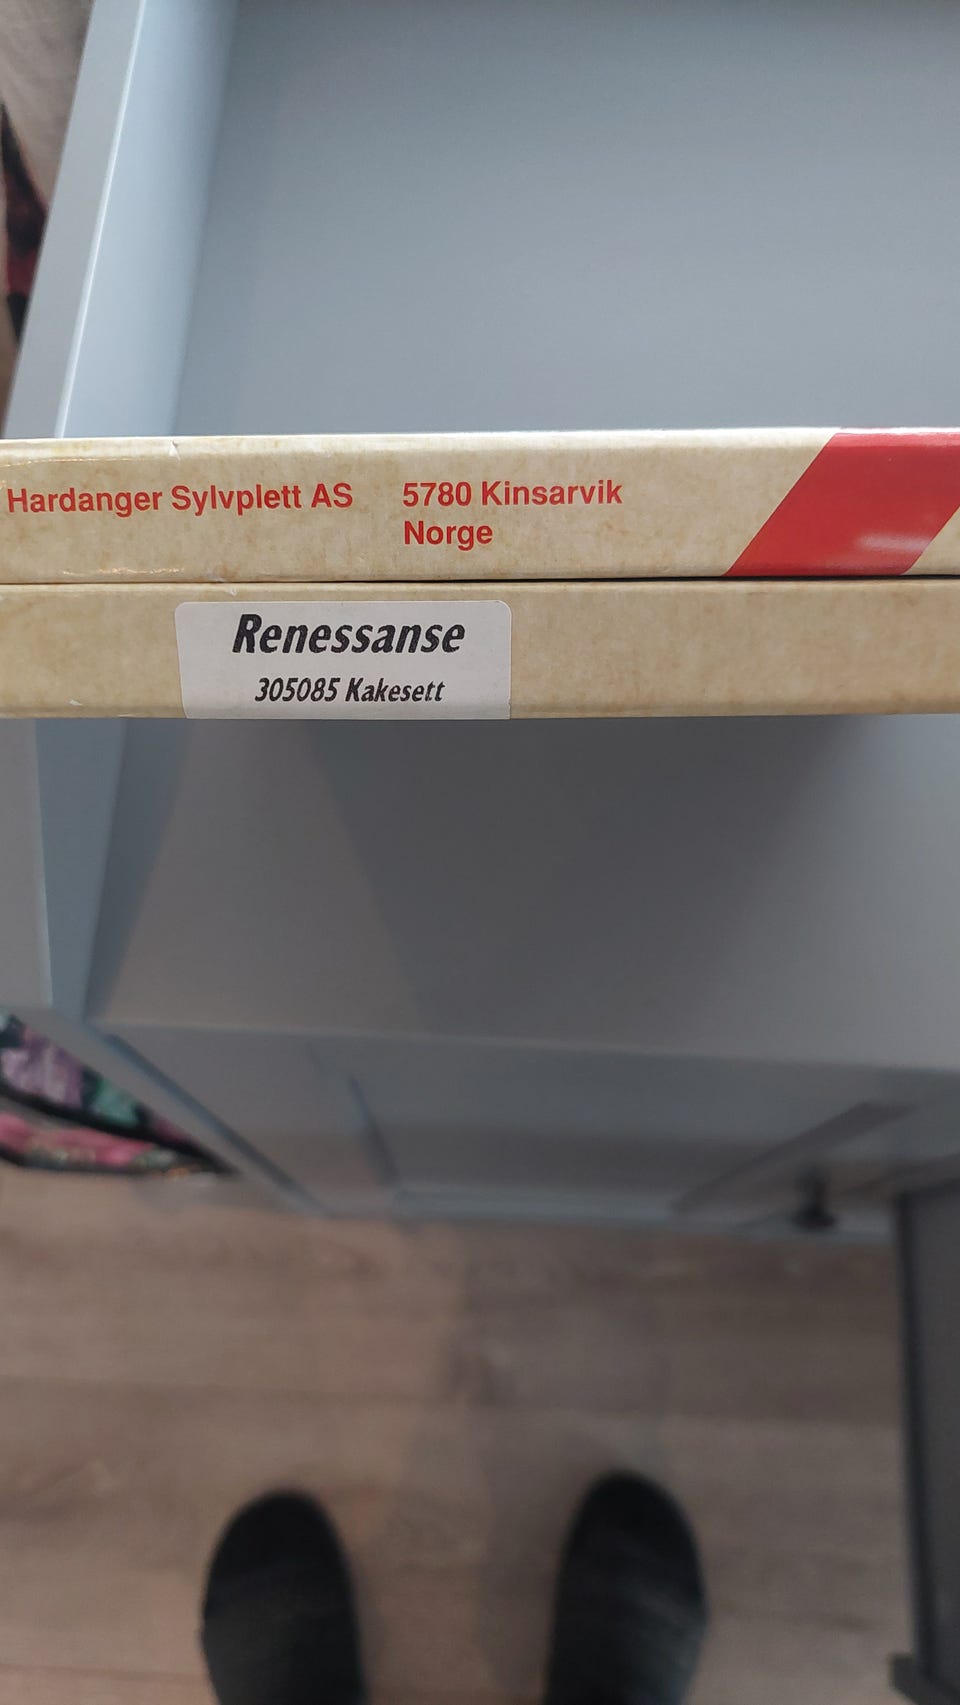 Hardanger Sylvplett AS
5780 Kinsarvik
Norge
Renessanse
305085 Kakesett